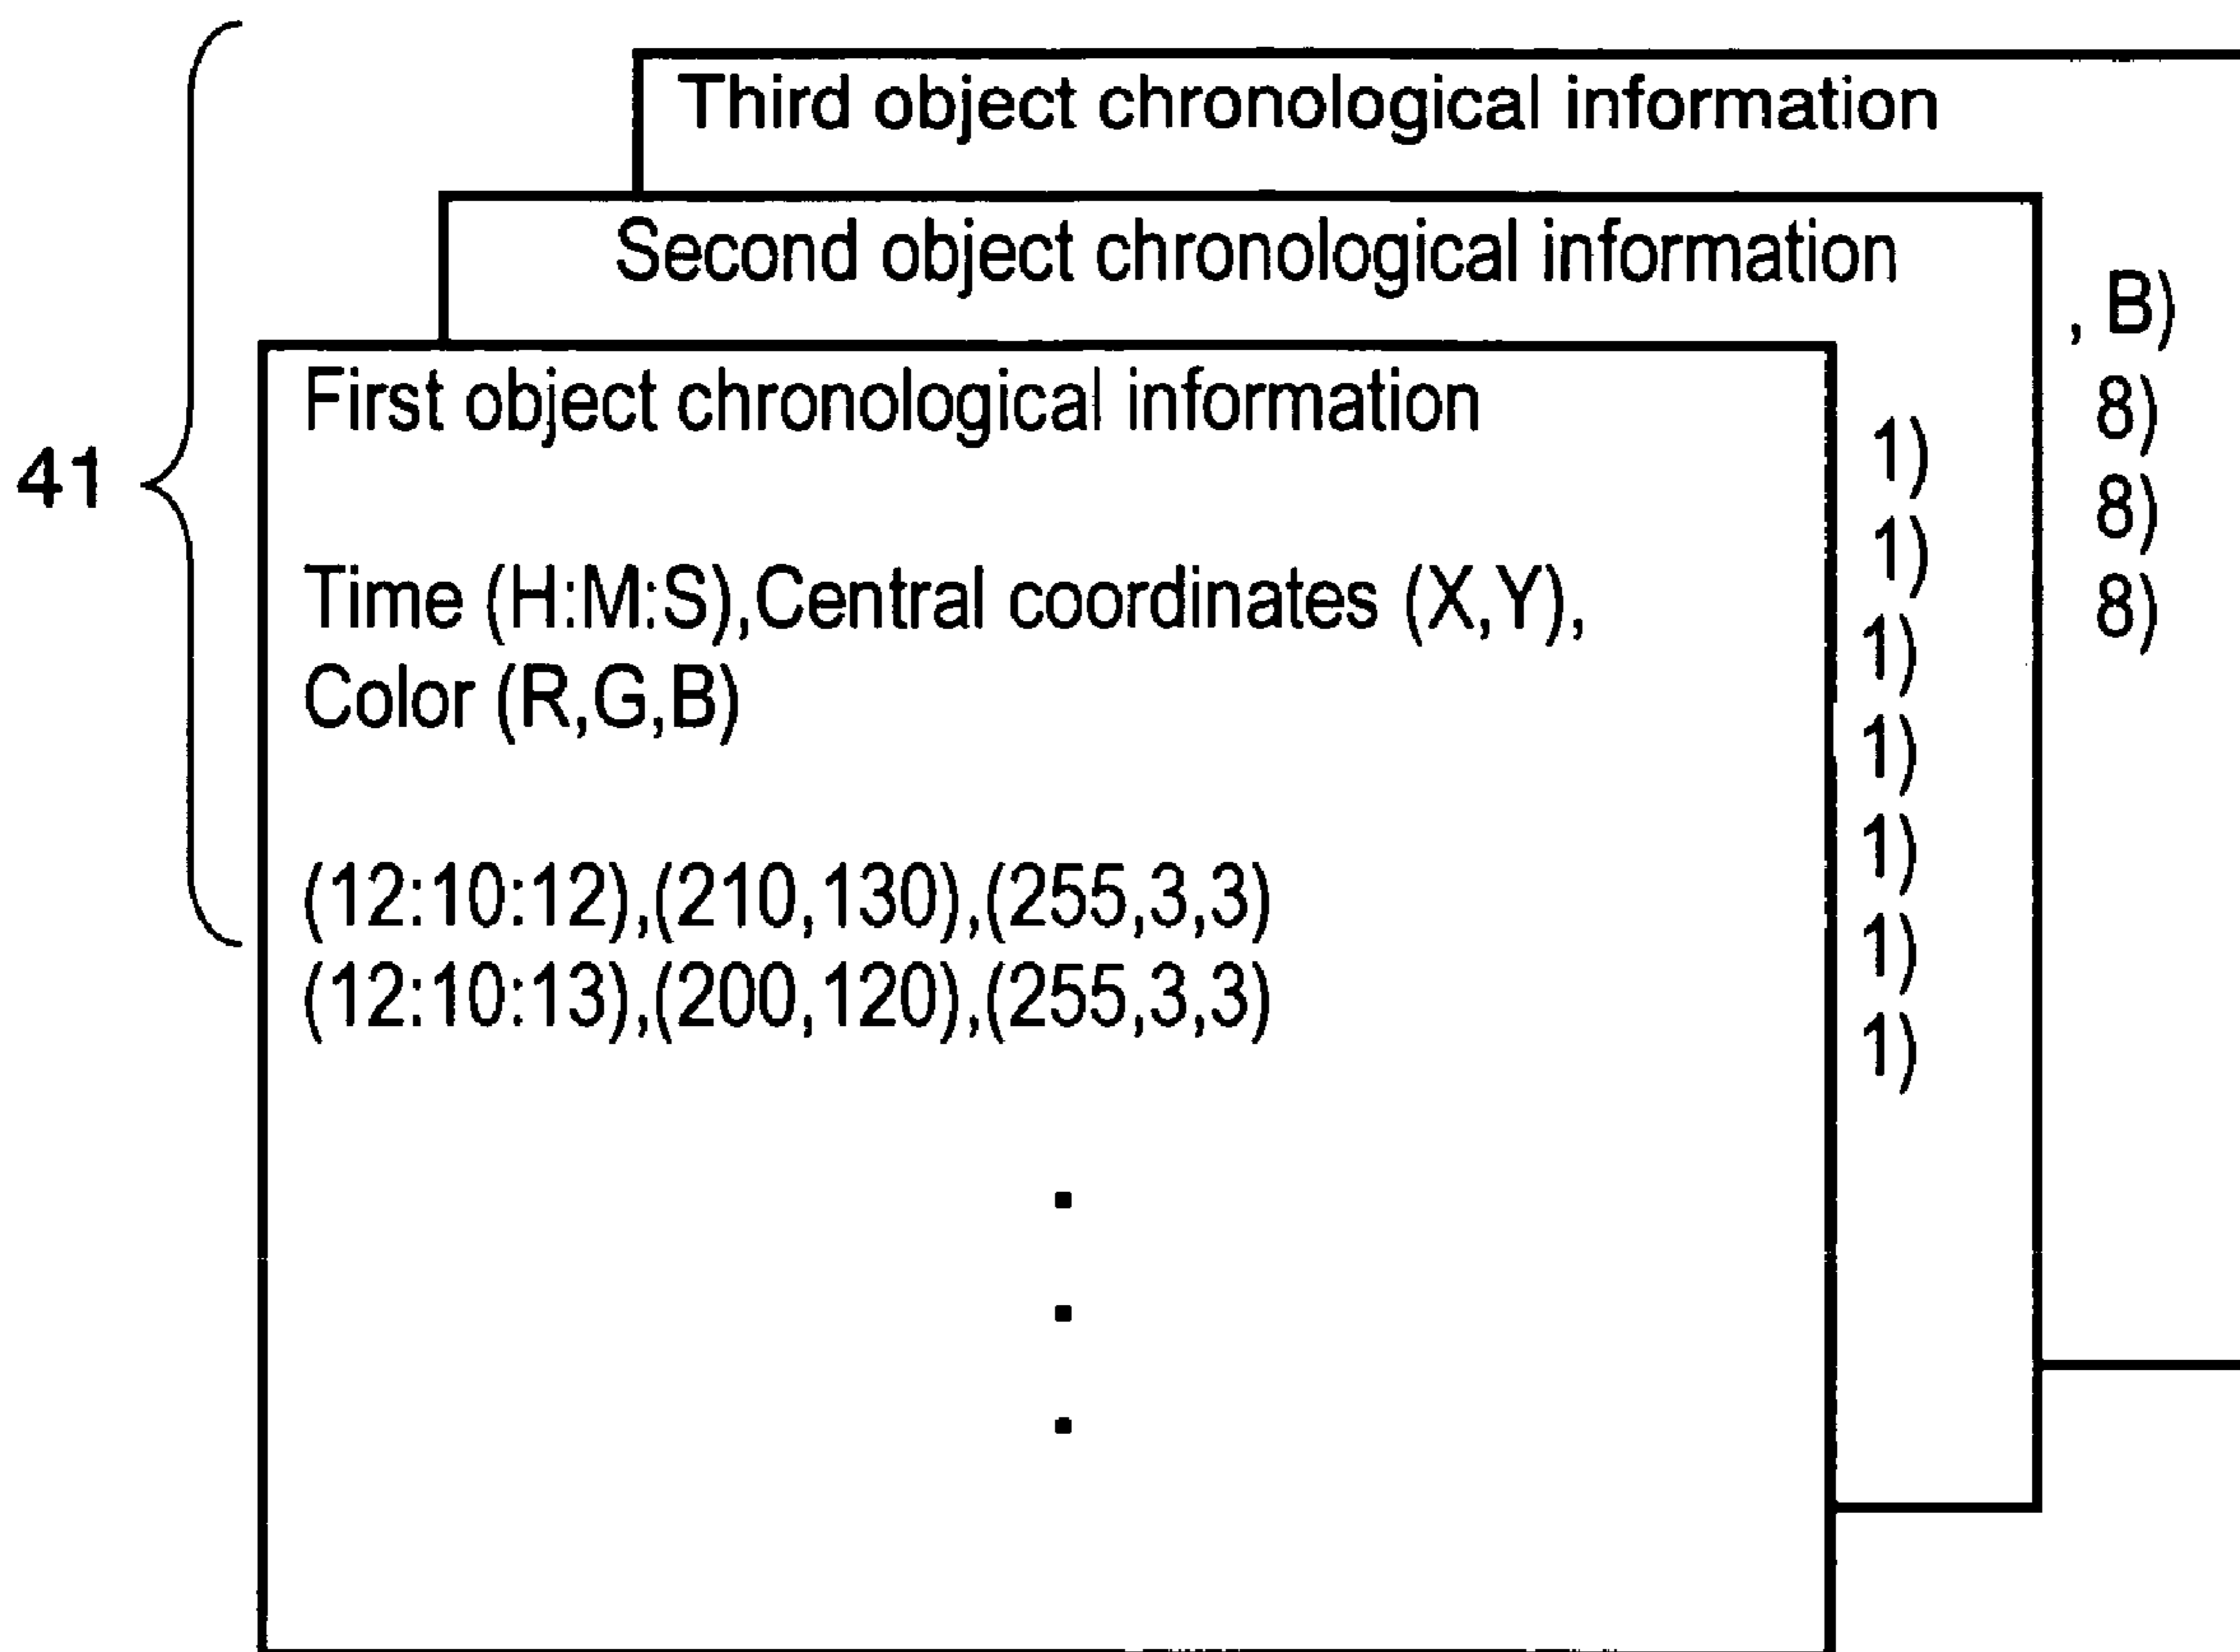 Third object chronological information
Second object chronological information
, B)
8)
8)
8)
First object chronological information
1)
1)
1)
1)
1)
1)
1)
41
Time (H:M:S),Central coordinates (X,Y),
Color (R,G,B)
(12:10:12),(210,130),(255,3,3)
(12:10:13),(200,120),(255,3,3)